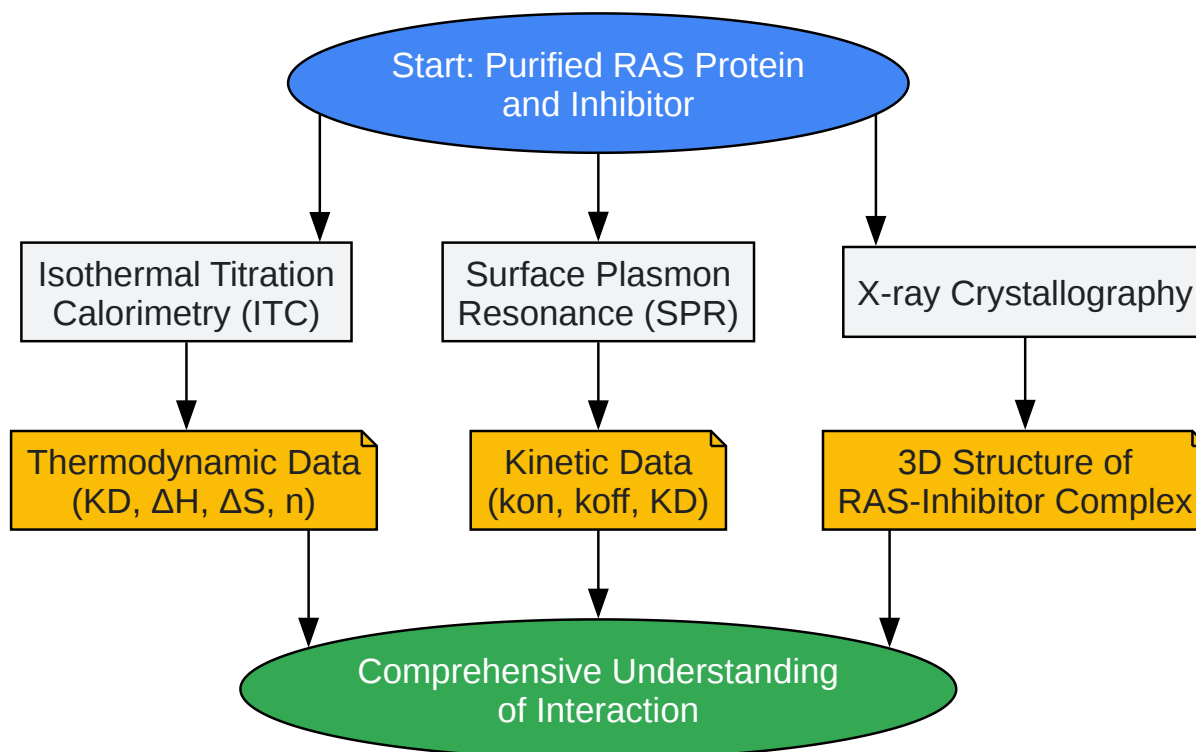 Start: Purified RAS Protein
and Inhibitor
Isothermal Titration
Calorimetry (ITC)
Surface Plasmon
Resonance (SPR)
X-ray Crystallography
Thermodynamic Data
(KD, ΔH, ΔS, n)
Kinetic Data
(kon, koff, KD)
3D Structure of
RAS-Inhibitor Complex
Comprehensive Understanding
of Interaction